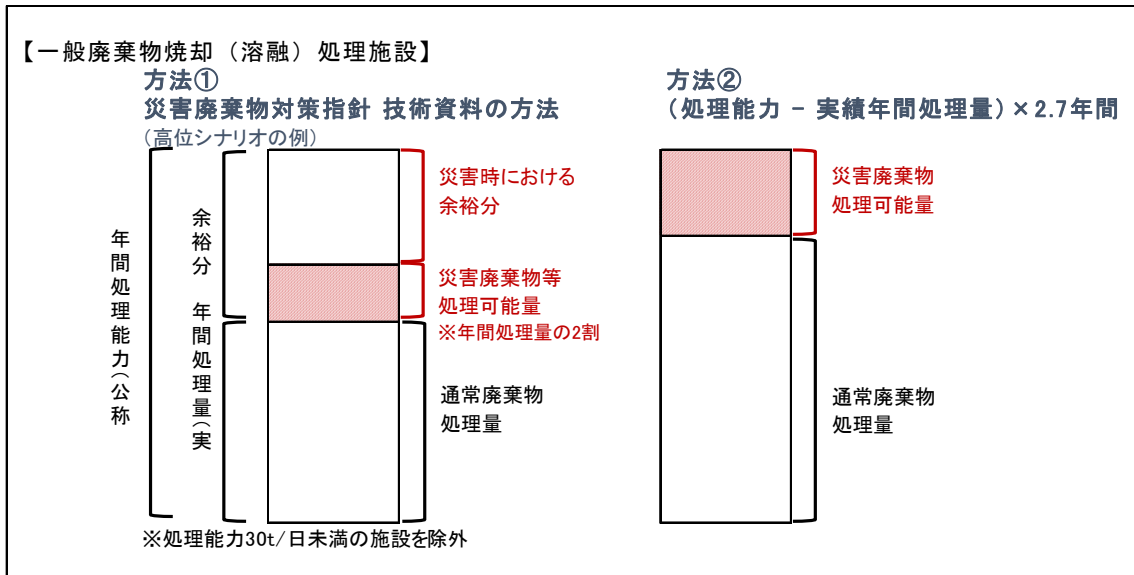 【一般廃棄物焼却（溶融）処理施設】
方法①
災害廃棄物対策指針 技術資料の方法
（高位シナリオの例）
方法②
（処理能力 － 実績年間処理量）×2.7年間
年間処理能力（公称
余裕分
年間処理量（実
災害時における
余裕分
災害廃棄物等
処理可能量
※年間処理量の2割
通常廃棄物
処理量
災害廃棄物
処理可能量
通常廃棄物
処理量
※処理能力30t/日未満の施設を除外